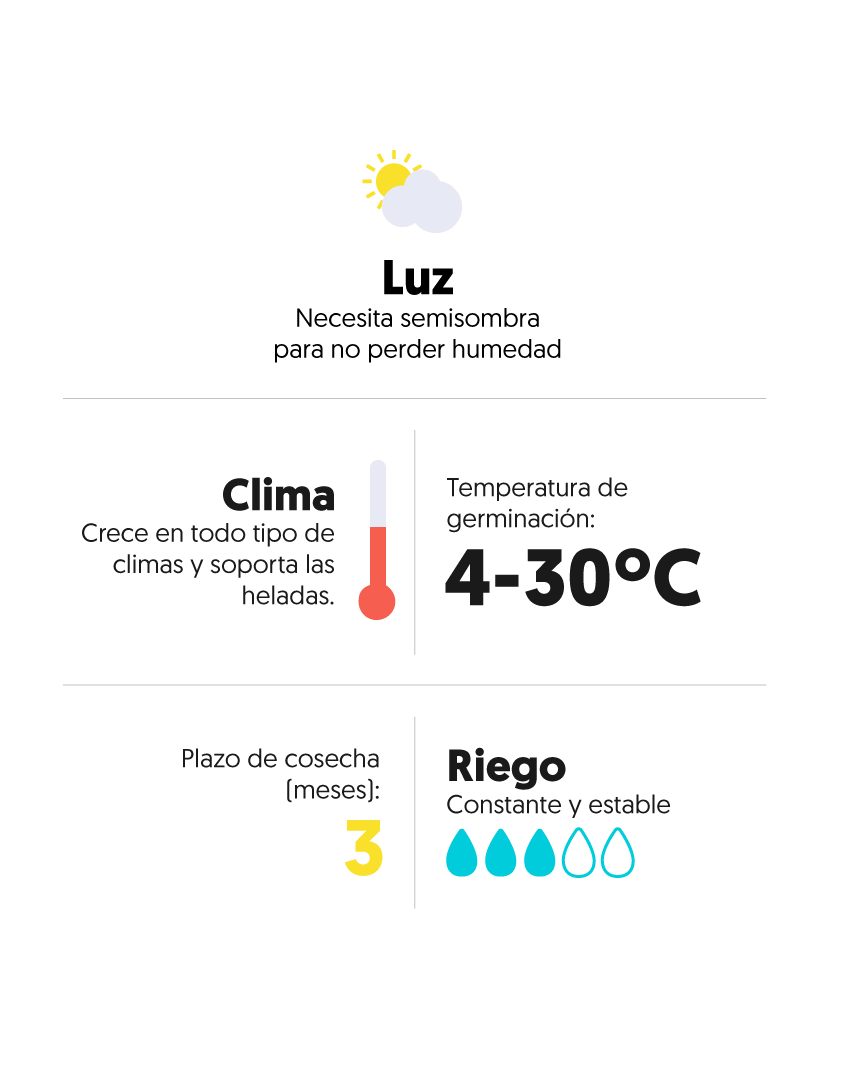 Luz
Necesita semisombra
para no perder humedad
Clima
Crece en todo tipo de
climas y soporta las
heladas.
Temperatura de
germinación:
4-30ºC
Plazo de cosecha
(meses):
3
Riego
Constante y estable